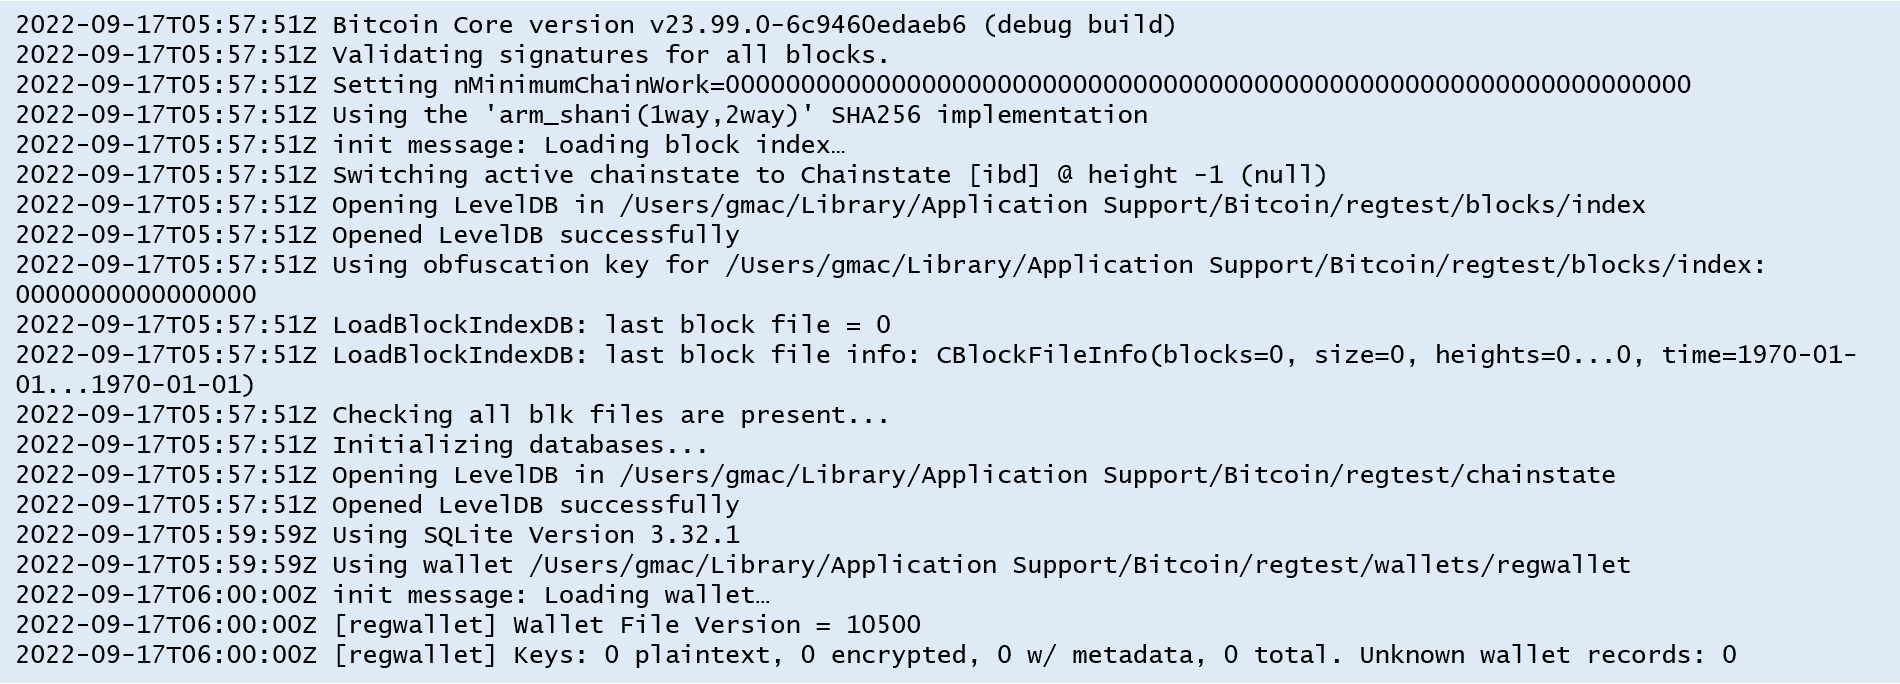 2022-09-17T05:57:51Z Bitcoin Core version v23.99.0-6c9460edaeb6 (debug build)
2022-09-17T05:57:51Z Validating signatures for all blocks.
2022-09-17T05:57:51Z Setting nMinimumChainWork=0000000000000000000000000000000000000000000000000000000000000000
2022-09-17T05:57:51Z Using the 'arm_shani(1way,2way)' SHA256 implementation
2022-09-17T05:57:51Z init message: Loading block index…
2022-09-17T05:57:51Z Switching active chainstate to Chainstate [ibd] @ height -1 (null)
2022-09-17T05:57:51Z Opening LevelDB in /Users/gmac/Library/Application Support/Bitcoin/regtest/blocks/index
2022-09-17T05:57:51Z Opened LevelDB successfully
2022-09-17T05:57:51Z Using obfuscation key for /Users/gmac/Library/Application Support/Bitcoin/regtest/blocks/index:
0000000000000000
2022-09-17T05:57:51Z LoadBlockIndexDB: last block file = 0
2022-09-17T05:57:51Z LoadBlockIndexDB: last block file info: CBlockFileInfo(blocks=0, size=0, heights=0...0, time=1970-01-
01...1970-01-01)
2022-09-17T05:57:51Z Checking all blk files are present...
2022-09-17T05:57:51Z Initializing databases...
2022-09-17T05:57:51Z Opening LevelDB in /Users/gmac/Library/Application Support/Bitcoin/regtest/chainstate
2022-09-17T05:57:51Z Opened LevelDB successfully
2022-09-17T05:59:59Z Using SQLite Version 3.32.1
2022-09-17T05:59:59Z Using wallet /Users/gmac/Library/Application Support/Bitcoin/regtest/wallets/regwallet
2022-09-17T06:00:00Z init message: Loading wallet…
2022-09-17T06:00:00Z [regwallet] Wallet File Version = 10500
2022-09-17T06:00:00Z [regwallet] Keys: 0 plaintext, 0 encrypted, 0 w/ metadata, 0 total. Unknown wallet records: 0